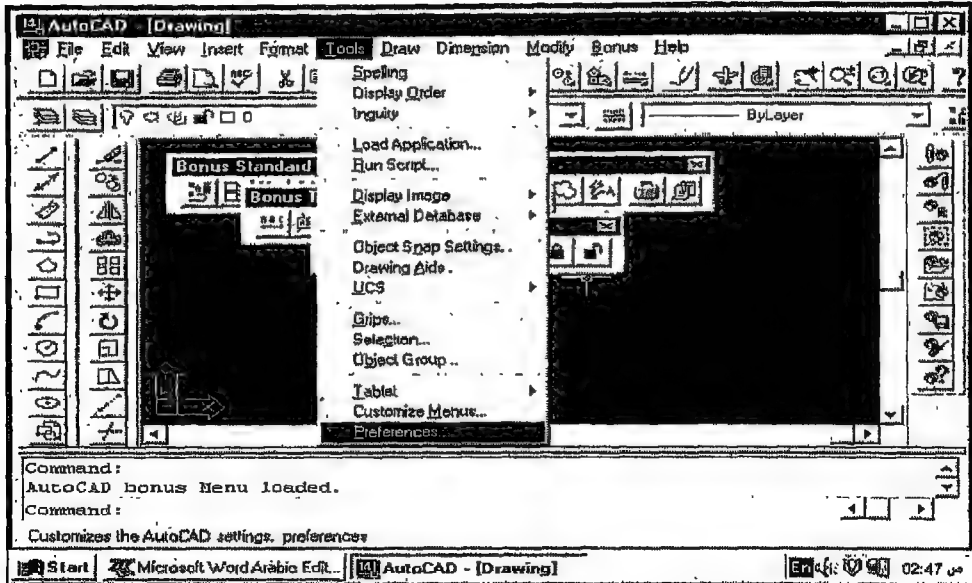 AutoCAD - [Drawing]
File Edit View Insert Format Tools Draw Dimension Modify Bonus Help
Spelling
Display Order
Inquiry
ByLayer
Load Application...
Run Script...
Bonus Standard
Display Image
Bonus
External Database
Object Snap Settings..
Drawing Aids.
UCS
Grips...
Selection...
Object Group...
Tablet
Customize Menus...
Preferences...
Command:
AutoCAD bonus Menu loaded.
Command:
Customizes the AutoCAD settings, preferences
Start Microsoft Word Arabic Edit... AutoCAD - [Drawing] En 02:47 ص